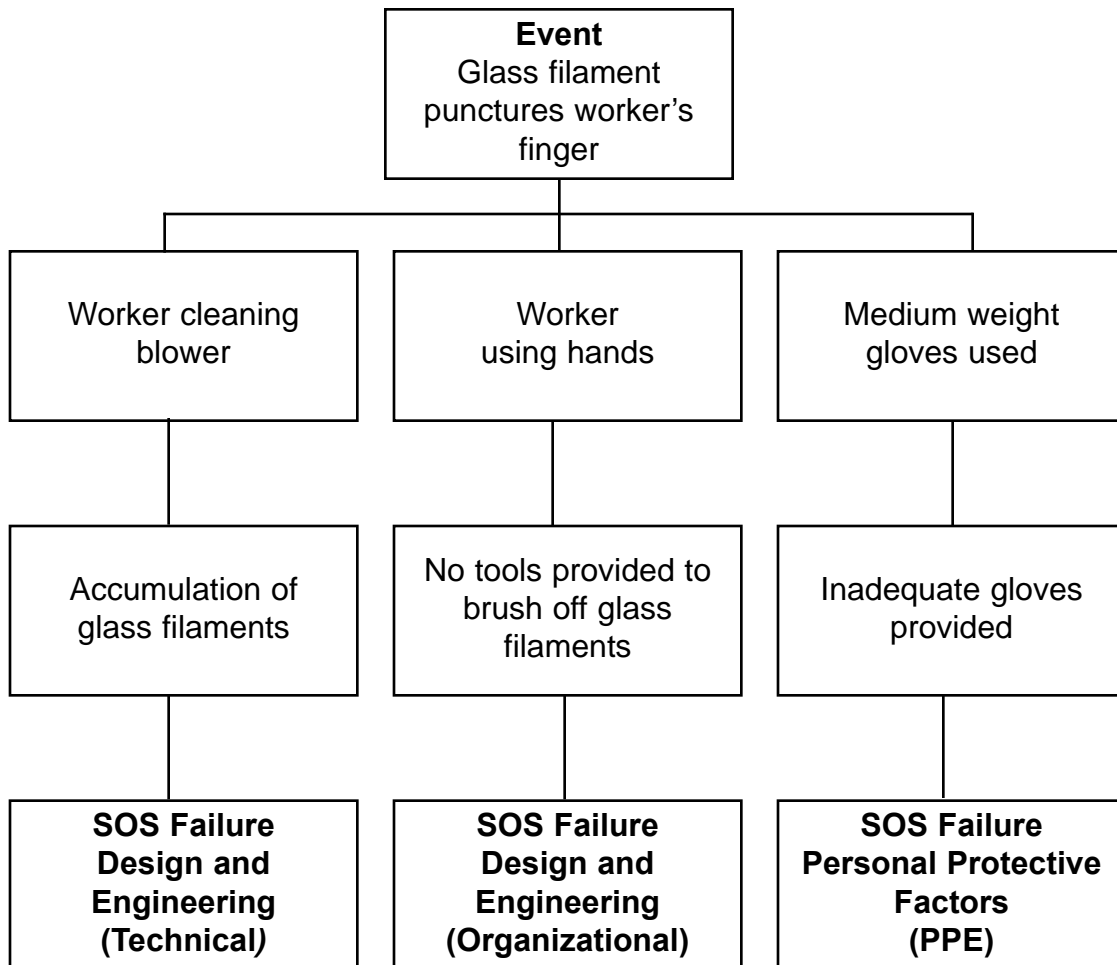 Event
Glass filament
punctures worker’s
finger
Worker cleaning
blower
Worker
using hands
Medium weight
gloves used
Accumulation of
glass filaments
No tools provided to
brush off glass
filaments
Inadequate gloves
provided
SOS Failure
Design and
Engineering
(Technical)
SOS Failure
Design and
Engineering
(Organizational)
SOS Failure
Personal Protective
Factors
(PPE)